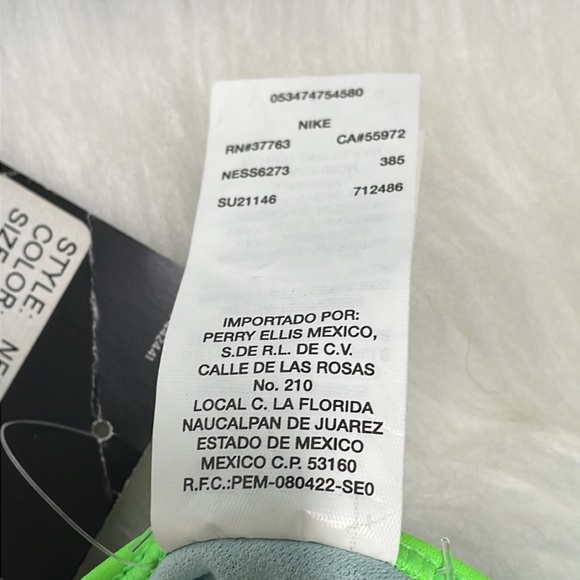 053474754580
NIKE
RN#37763 CA#55972
NESS6273 385
SU21146 712486
IMPORTADO POR:
PERRY ELLIS MEXICO,
S.DE R.L. DE C.V.
CALLE DE LAS ROSAS
No. 210
LOCAL C. LA FLORIDA
NAUCALPAN DE JUAREZ
ESTADO DE MEXICO
MEXICO C.P. 53160
R.F.C.:PEM-080422-SE0
STYLE:
COLOR:
SIZE